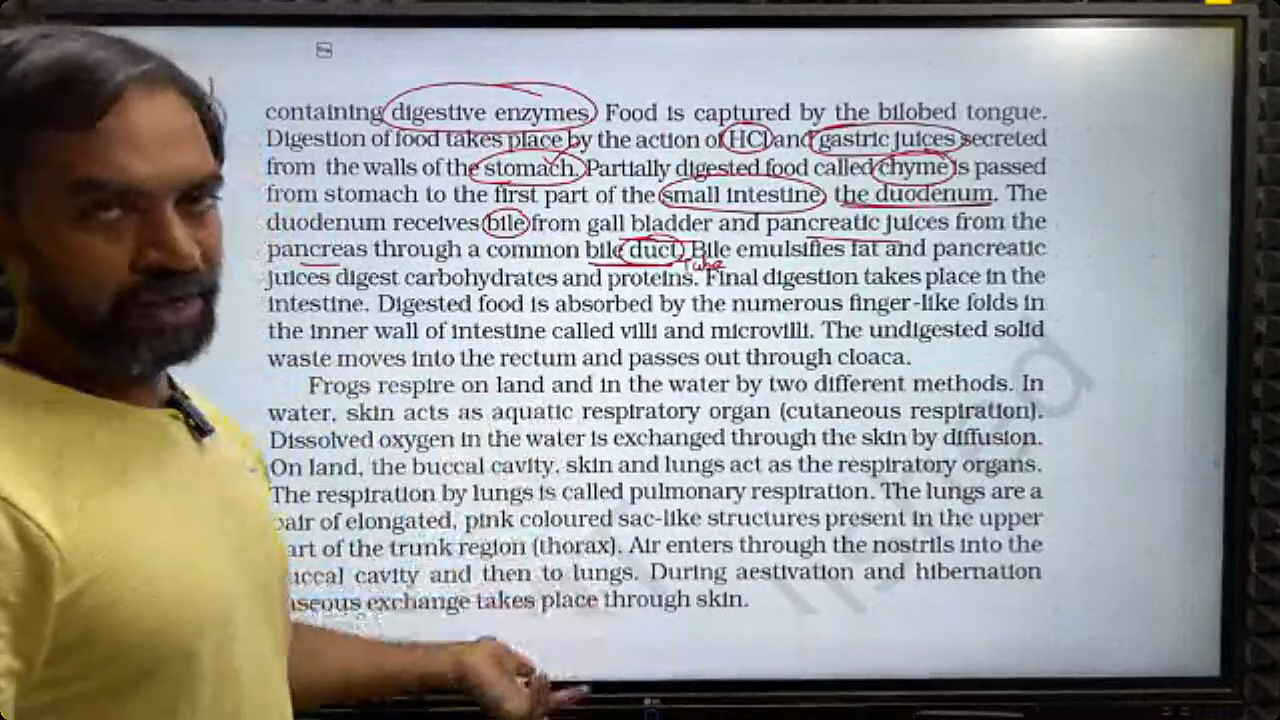 containing digestive enzymes. Food is captured by the bilobed tongue.
Digestion of food takes place by the action of HCl and gastric juices secreted
from the walls of the stomach. Partially digested food called chyme is passed
from stomach to the first part of the small intestine, the duodenum. The
duodenum receives bile from gall bladder and pancreatic juices from the
pancreas through a common bile duct. Bile emulsifies fat and pancreatic
Tube
juices digest carbohydrates and proteins. Final digestion takes place in the
intestine. Digested food is absorbed by the numerous finger-like folds in
the inner wall of intestine called villi and microvilli. The undigested solid
waste moves into the rectum and passes out through cloaca.
Frogs respire on land and in the water by two different methods. In
water, skin acts as aquatic respiratory organ (cutaneous respiration).
Dissolved oxygen in the water is exchanged through the skin by diffusion.
On land, the buccal cavity, skin and lungs act as the respiratory organs.
The respiration by lungs is called pulmonary respiration. The lungs are a
pair of elongated, pink coloured sac-like structures present in the upper
art of the trunk region (thorax). Air enters through the nostrils into the
uccal cavity and then to lungs. During aestivation and hibernation
aseous exchange takes place through skin.